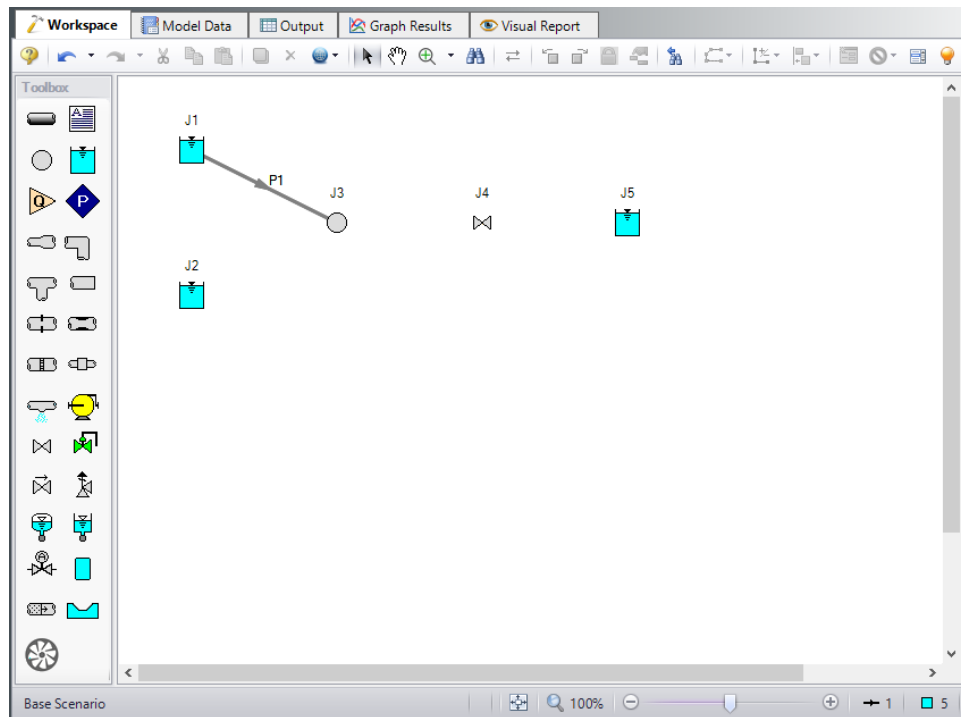 Workspace
Model Data
Output
Graph Results
Visual Report
Toolbox
A
Q
P
A
J1
P1
J3
J4
J5
J2
Base Scenario
100%
1
5